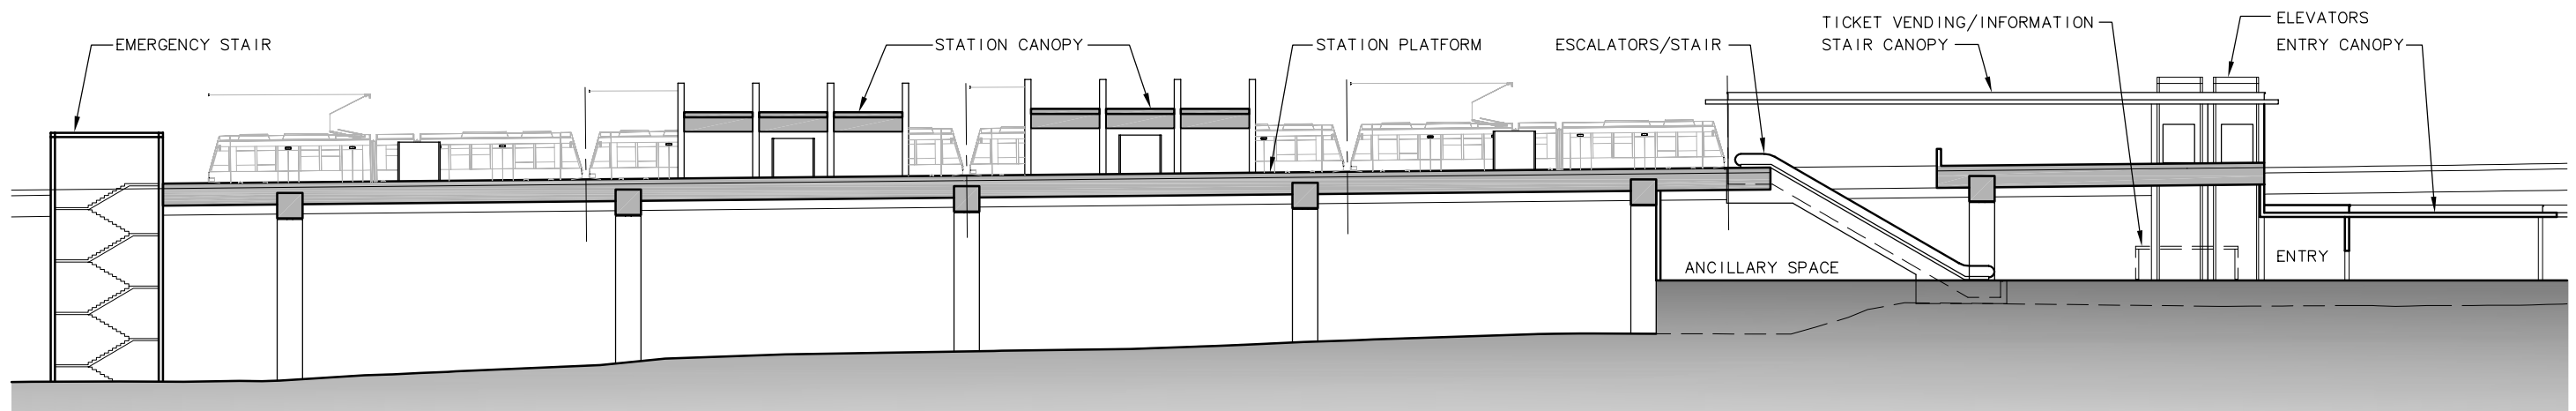 EMERGENCY STAIR
STATION CANOPY
STATION PLATFORM
ESCALATORS/STAIR
TICKET VENDING/INFORMATION
STAIR CANOPY
ELEVATORS
ENTRY CANOPY
ANCILLARY SPACE
ENTRY